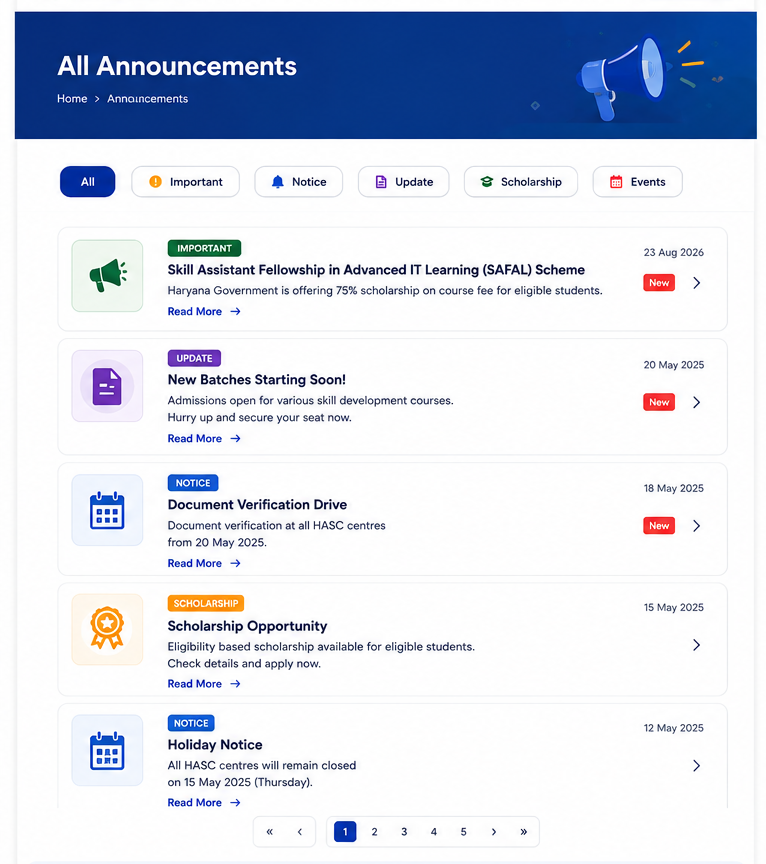 All Announcements
Home > Announcements
All
Important
Notice
Update
Scholarship
Events
IMPORTANT
23 Aug 2026
Skill Assistant Fellowship in Advanced IT Learning (SAFAL) Scheme
New
Haryana Government is offering 75% scholarship on course fee for eligible students.
Read More →
UPDATE
20 May 2025
New Batches Starting Soon!
Admissions open for various skill development courses.
New
Hurry up and secure your seat now.
Read More →
NOTICE
18 May 2025
Document Verification Drive
Document verification at all HASC centres
New
from 20 May 2025.
Read More →
SCHOLARSHIP
15 May 2025
Scholarship Opportunity
Eligibility based scholarship available for eligible students.
Check details and apply now.
Read More →
NOTICE
12 May 2025
Holiday Notice
All HASC centres will remain closed
on 15 May 2025 (Thursday).
Read More →
« ‹ 1 2 3 4 5 › »